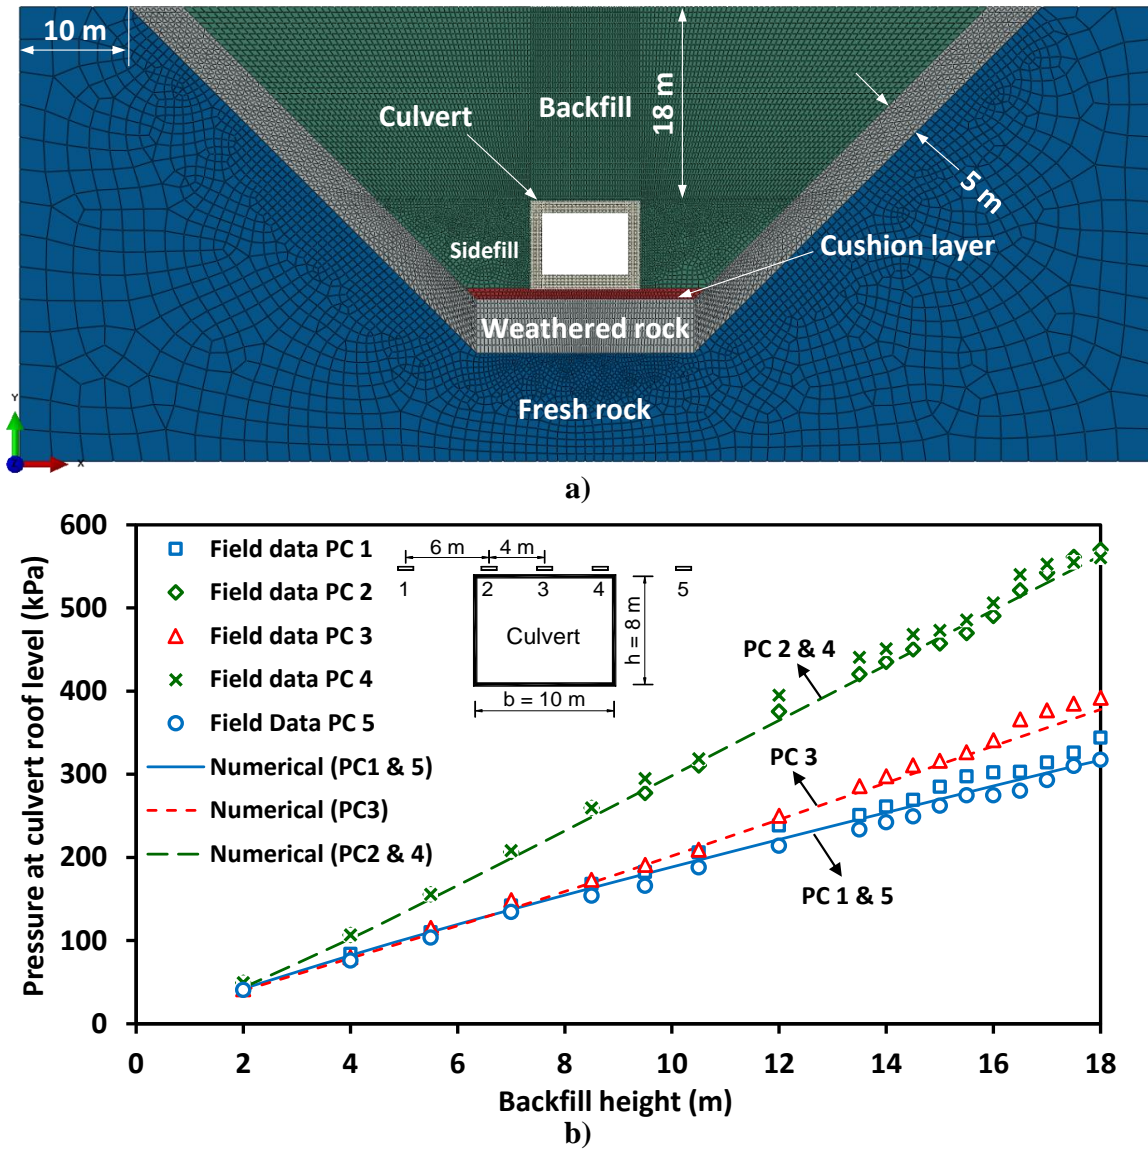 10 m
Culvert
Backfill
18 m
5 m
Sidefill
Cushion layer
Weathered rock
Fresh rock
Y
X
a)
600
500
400
300
200
100
0
Pressure at culvert roof level (kPa)
Field data PC 1
Field data PC 2
Field data PC 3
Field data PC 4
Field Data PC 5
Numerical (PC1 & 5)
Numerical (PC3)
Numerical (PC2 & 4)
6 m
4 m
1
2
3
4
5
Culvert
h = 8 m
b = 10 m
PC 2 & 4
PC 3
PC 1 & 5
0
2
4
6
8
10
12
14
16
18
Backfill height (m)
b)